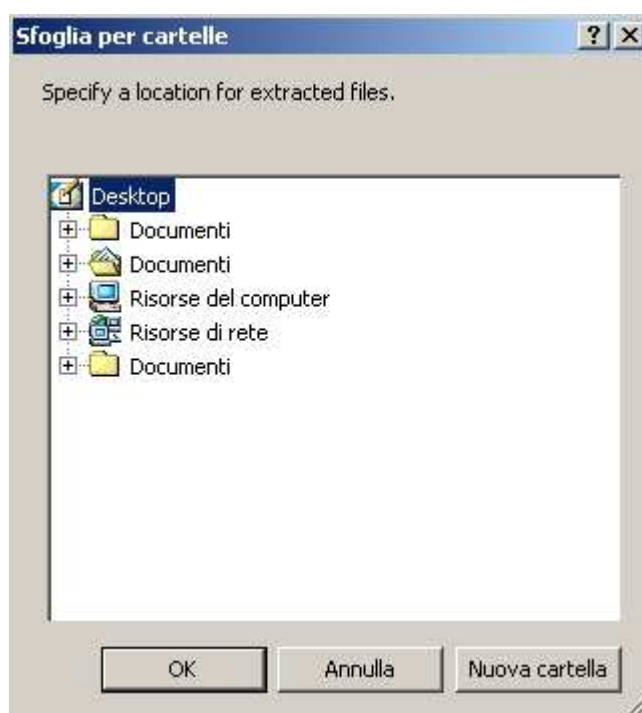 Sfoglia per cartelle
Specify a location for extracted files.
Desktop
Documenti
Documenti
Risorse del computer
Risorse di rete
Documenti
OK Annulla Nuova cartella